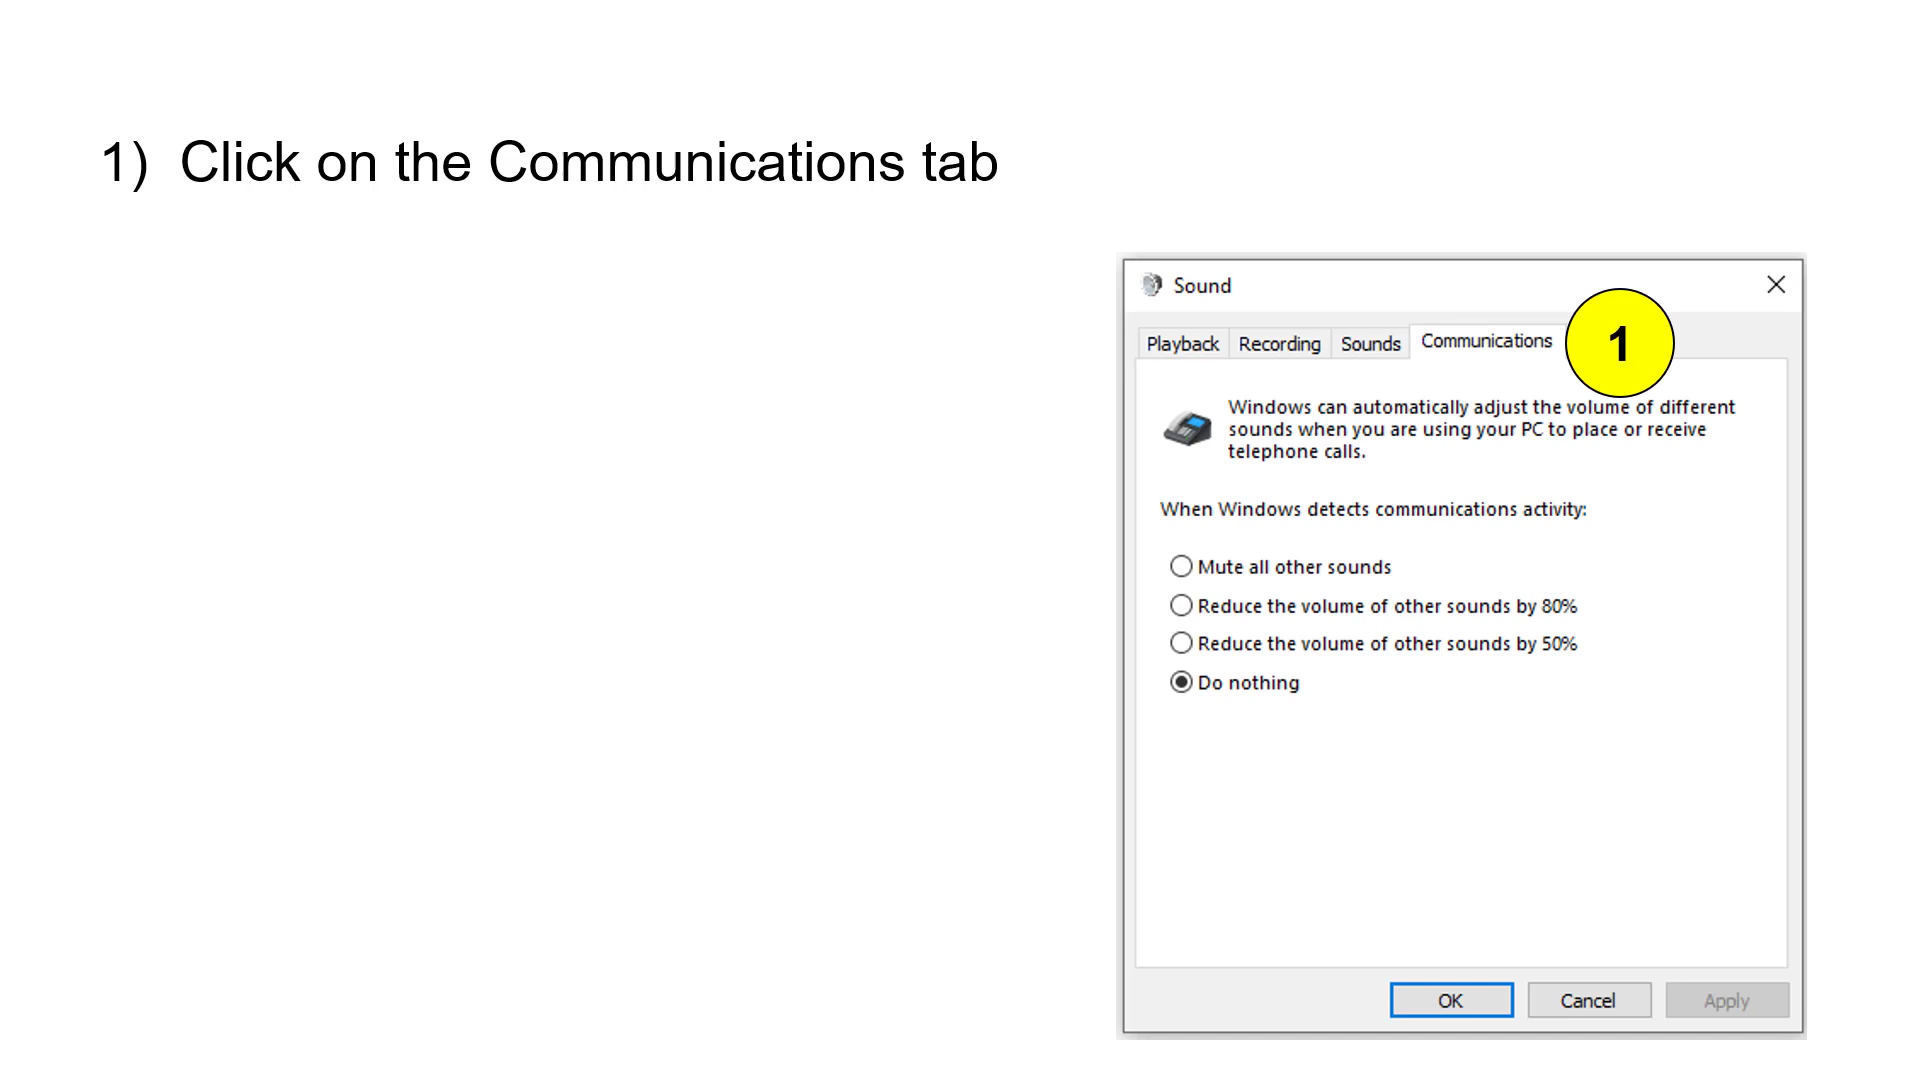 1) Click on the Communications tab
Sound
Playback Recording Sounds Communications 1
Windows can automatically adjust the volume of different
sounds when you are using your PC to place or receive
telephone calls.
When Windows detects communications activity:
Mute all other sounds
Reduce the volume of other sounds by 80%
Reduce the volume of other sounds by 50%
Do nothing
OK Cancel Apply